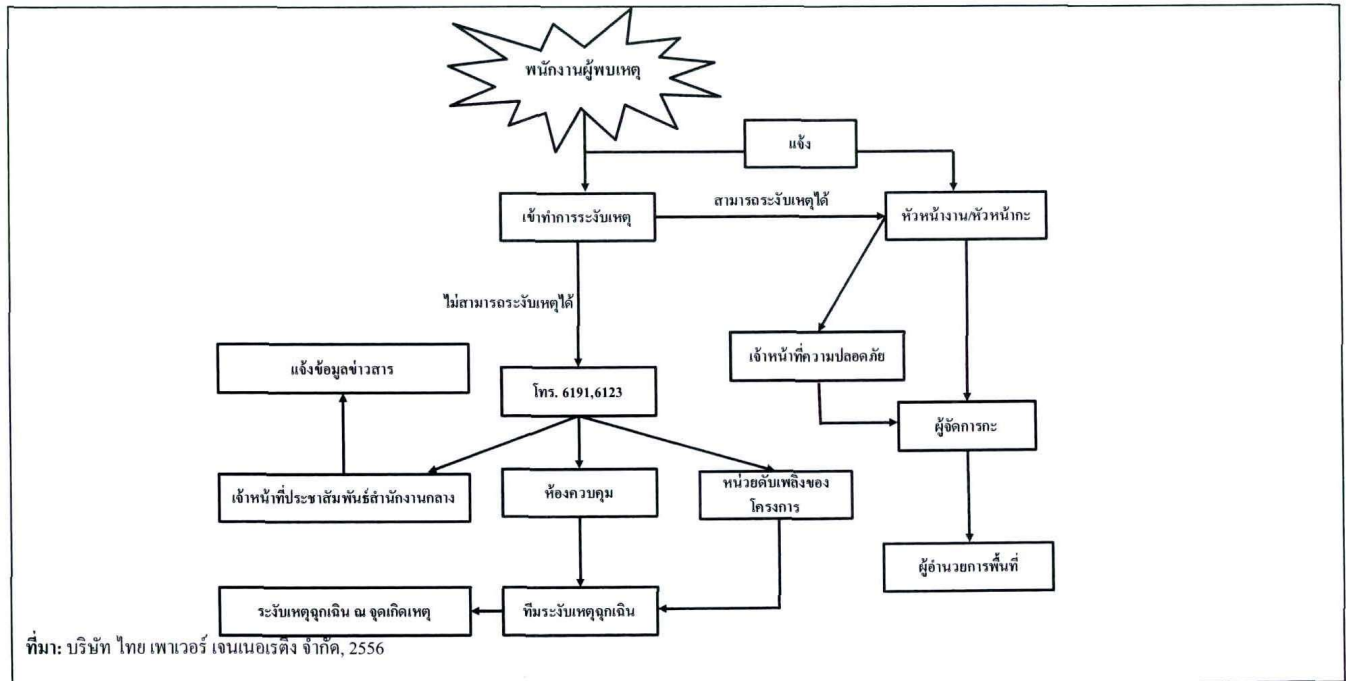 พนักงานผู้พบเหตุ
แจ้ง
เข้าทำการระงับเหตุ
สามารถระงับเหตุได้
หัวหน้างาน/หัวหน้ากะ
ไม่สามารถระงับเหตุได้
แจ้งข้อมูลข่าวสาร
โทร. 6191,6123
เจ้าหน้าที่ความปลอดภัย
ผู้จัดการกะ
เจ้าหน้าที่ประชาสัมพันธ์สำนักงานกลาง
ห้องควบคุม
หน่วยดับเพลิงของ
โครงการ
ผู้อำนวยการพื้นที่
ระงับเหตุฉุกเฉิน ณ จุดเกิดเหตุ
ทีมระงับเหตุฉุกเฉิน
ที่มา: บริษัท ไทย เพาเวอร์ เจนเนอเรติ้ง จำกัด, 2556